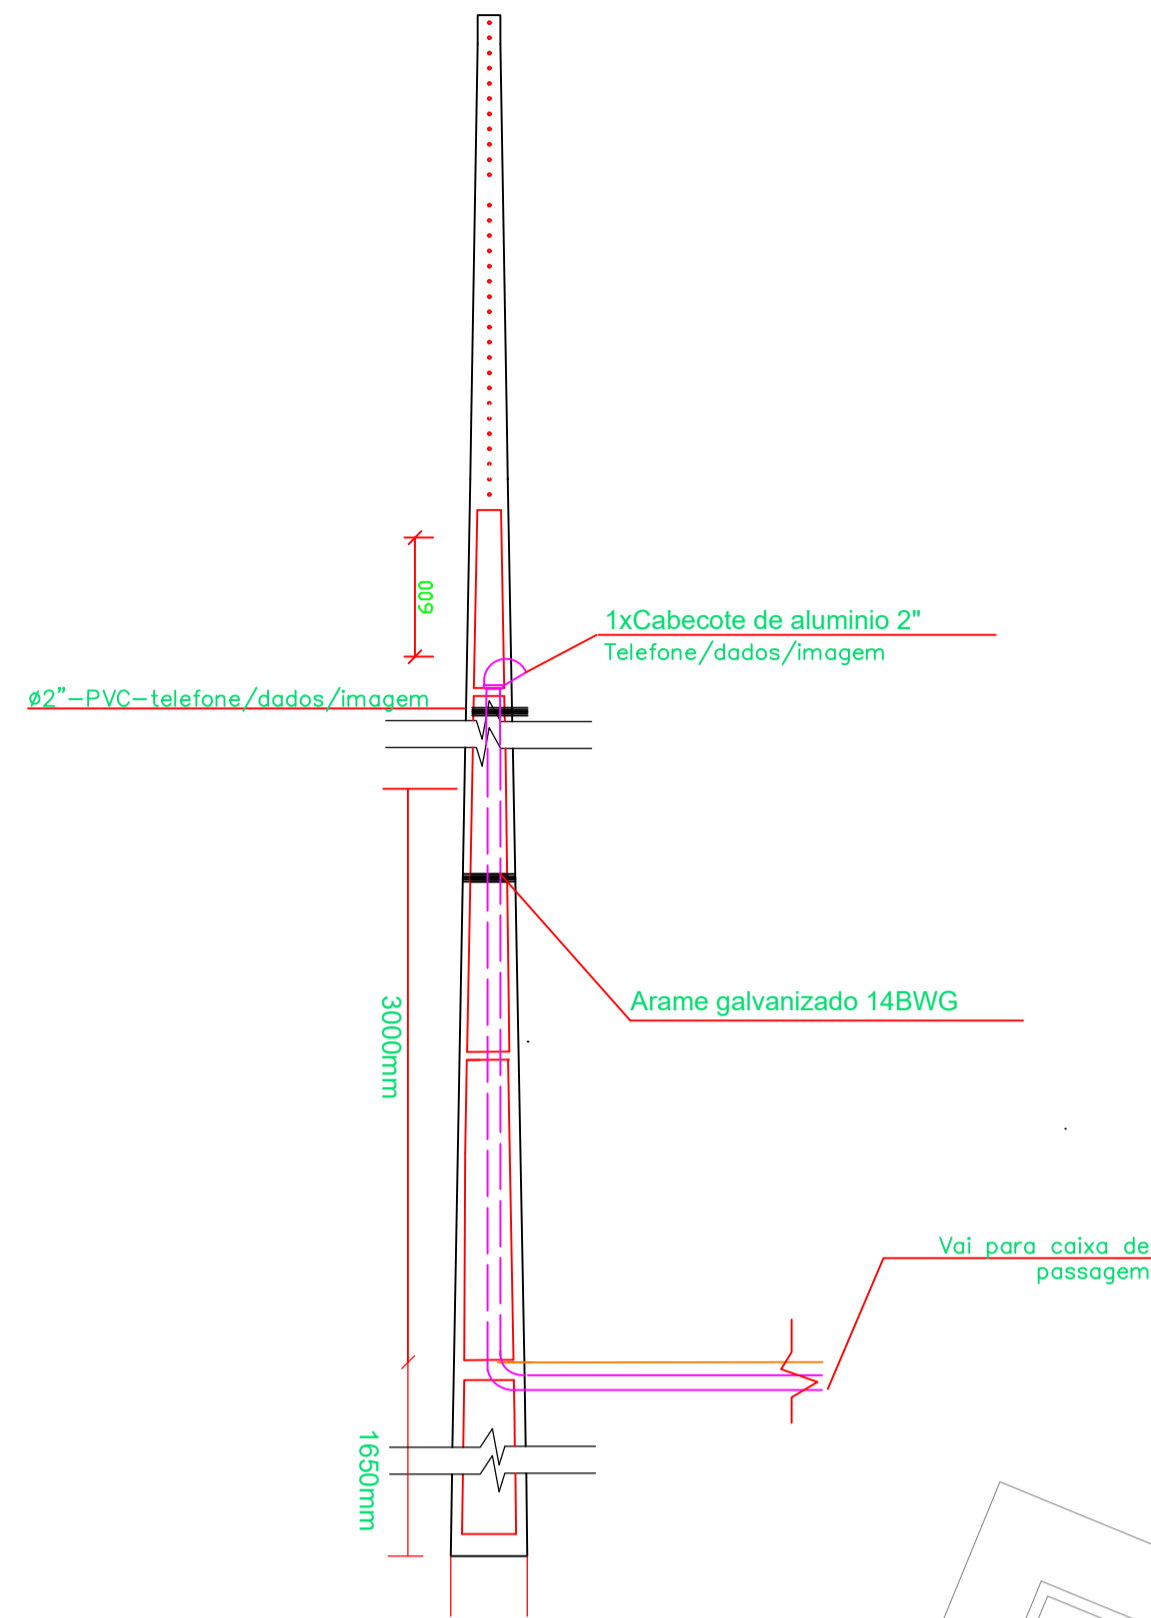 600
1xCabecote de aluminio 2"
Telefone/dados/imagem
ø2"-PVC-telefone/dados/imagem
3000mm
Arame galvanizado 14BWG
Vai para caixa de
passagem
1650mm